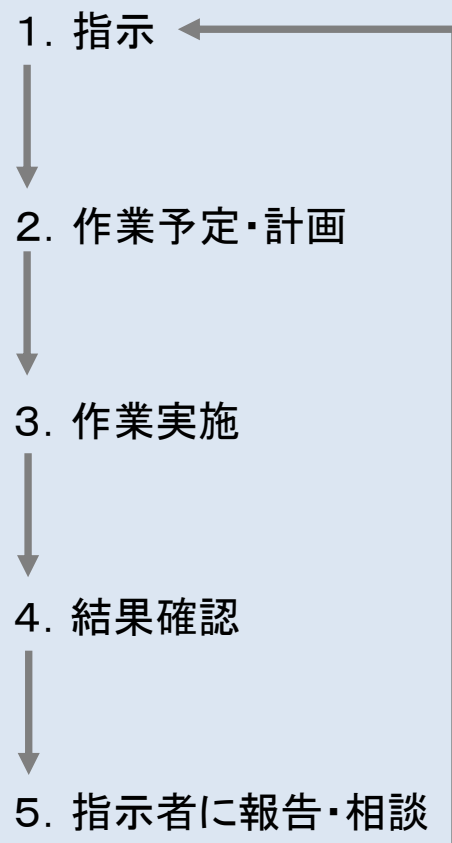 １．指示
２．作業予定・計画
３．作業実施
４．結果確認
５．指示者に報告・相談